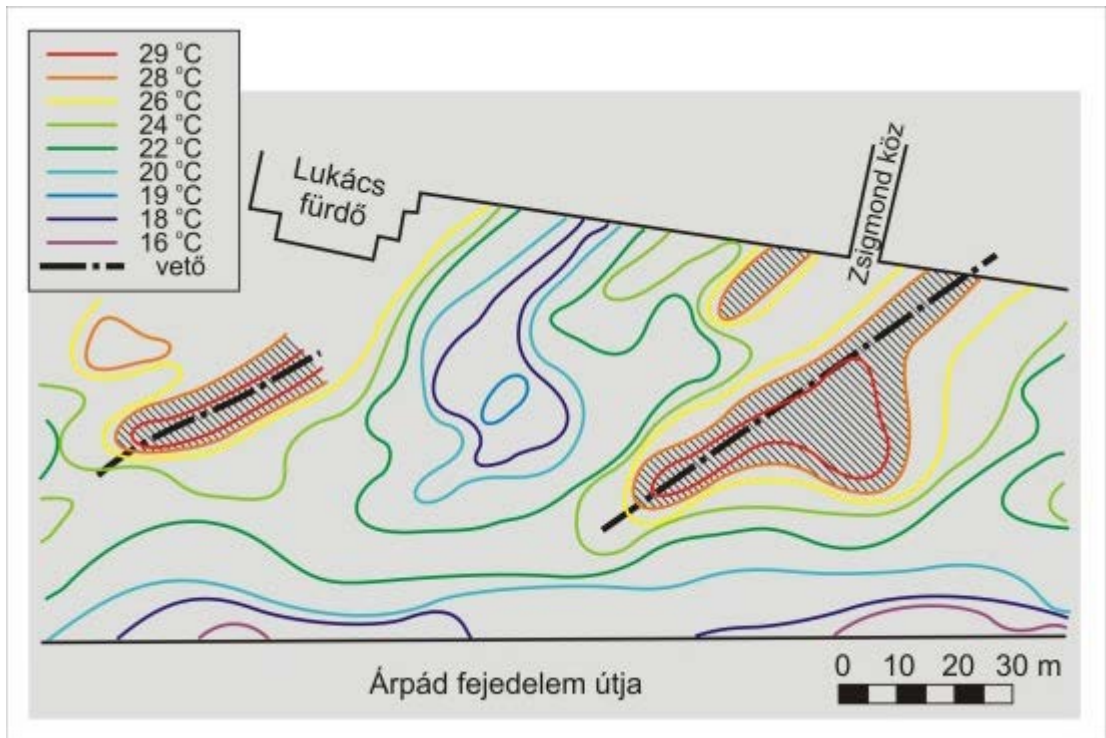 29 °C
28 °C
26 °C
24 °C
22 °C
20 °C
19 °C
18 °C
16 °C
vető
Lukács
fürdő
Zsigmond köz
Árpád fejedelem útja
0 10 20 30 m